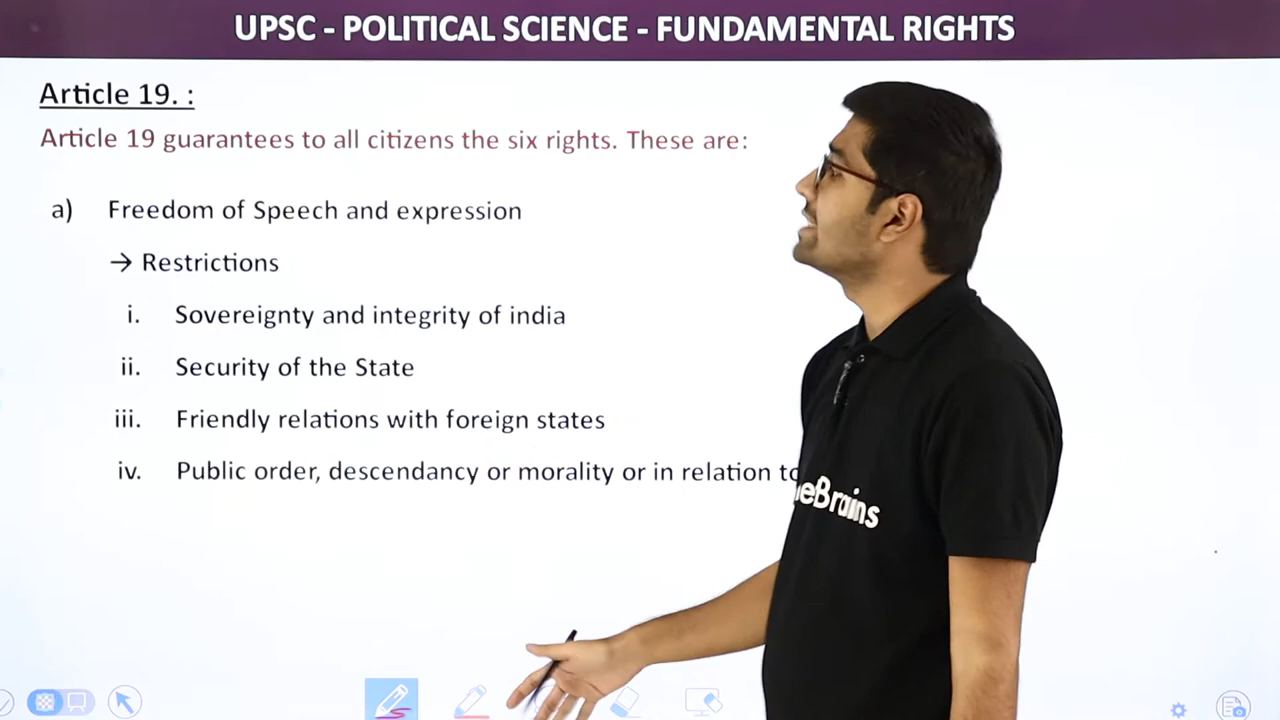 UPSC - POLITICAL SCIENCE - FUNDAMENTAL RIGHTS
Article 19. :
Article 19 guarantees to all citizens the six rights. These are:
a) Freedom of Speech and expression
→ Restrictions
i. Sovereignty and integrity of india
ii. Security of the State
iii. Friendly relations with foreign states
iv. Public order, descendancy or morality or in relation to
eBrains